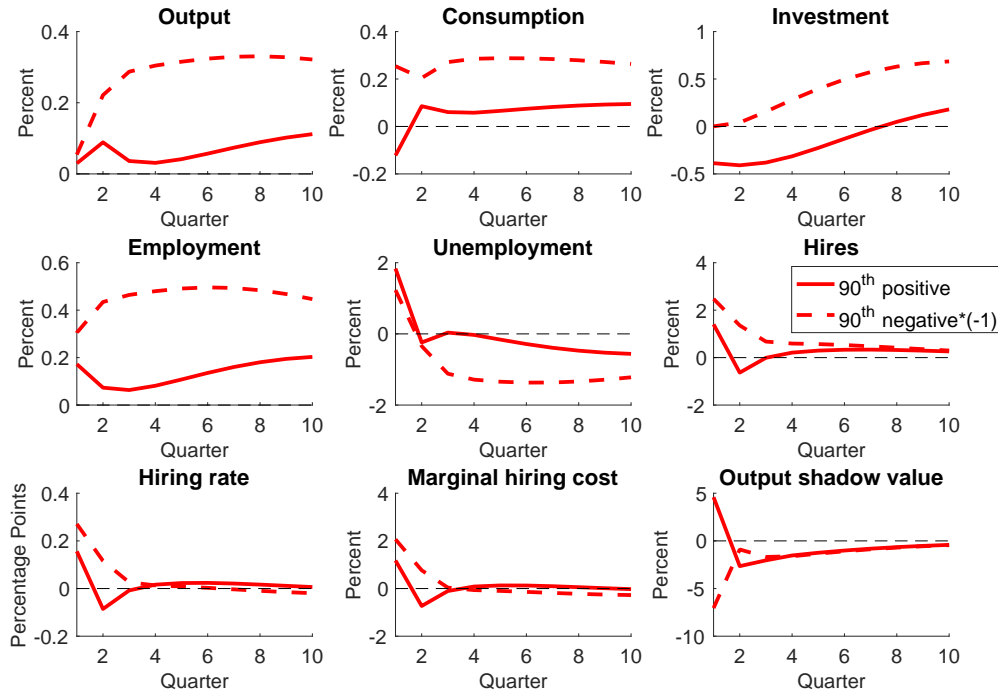 Output
Consumption
Investment
0.4
0.2
0
Percent
2 4 6 8 10
Quarter
0.4
0.2
0
-0.2
Percent
2 4 6 8 10
Quarter
1
0.5
0
-0.5
Percent
2 4 6 8 10
Quarter
Employment
Unemployment
Hires
0.6
0.4
0.2
0
Percent
2 4 6 8 10
Quarter
2
0
-2
Percent
2 4 6 8 10
Quarter
4
2
0
-2
Percent
90th positive
90th negative*(-1)
2 4 6 8 10
Quarter
Hiring rate
Marginal hiring cost
Output shadow value
0.4
0.2
0
-0.2
Percentage Points
2 4 6 8 10
Quarter
4
2
0
-2
Percent
2 4 6 8 10
Quarter
5
0
-5
-10
Percent
2 4 6 8 10
Quarter